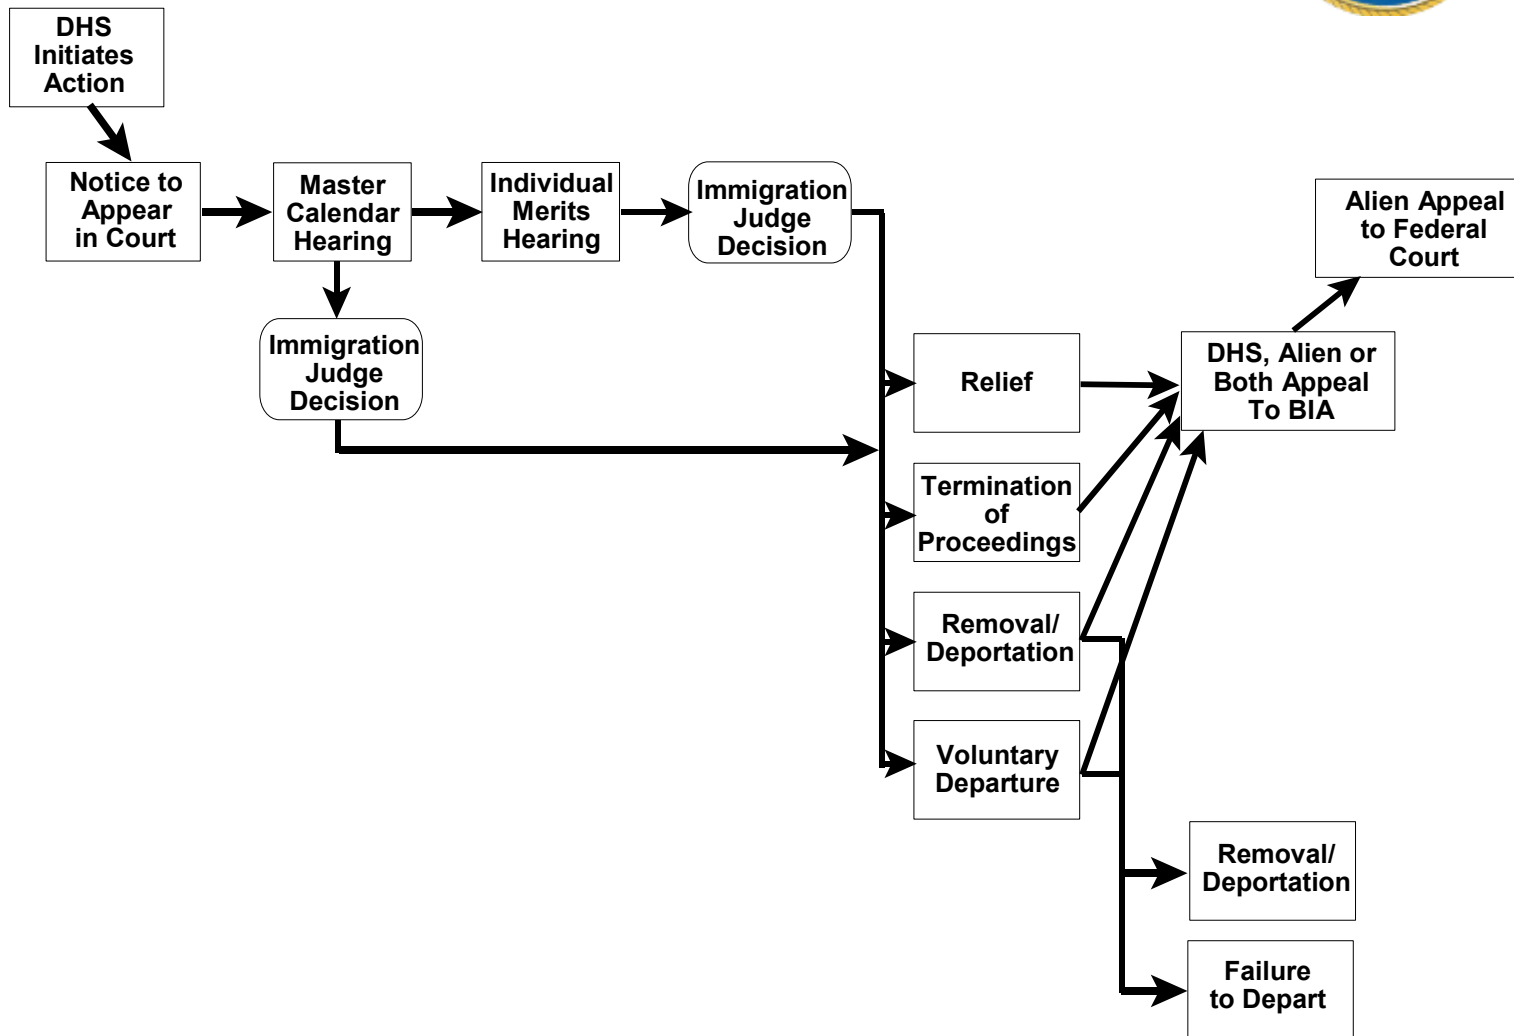 DHS
Initiates
Action
Notice to
Appear
in Court
Master
Calendar
Hearing
Individual
Merits
Hearing
Immigration
Judge
Decision
Alien Appeal
to Federal
Court
Immigration
Judge
Decision
Relief
DHS, Alien or
Both Appeal
To BIA
Termination
of
Proceedings
Removal/
Deportation
Voluntary
Departure
Removal/
Deportation
Failure
to Depart